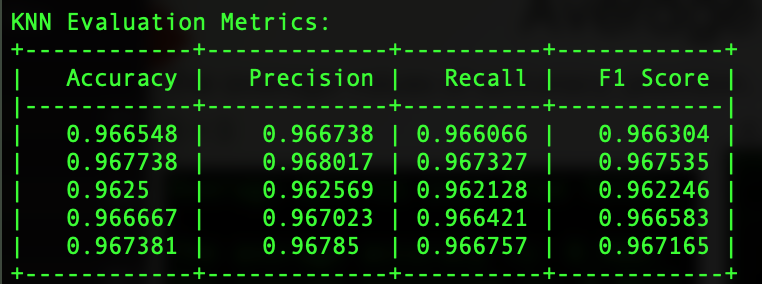 KNN Evaluation Metrics:
+------------+-------------+----------+------------+
|   Accuracy |   Precision |   Recall |   F1 Score |
|------------+-------------+----------+------------|
|   0.966548 |    0.966738 | 0.966066 |   0.966304 |
|   0.967738 |    0.968017 | 0.967327 |   0.967535 |
|   0.9625   |    0.962569 | 0.962128 |   0.962246 |
|   0.966667 |    0.967023 | 0.966421 |   0.966583 |
|   0.967381 |    0.96785  | 0.966757 |   0.967165 |
+------------+-------------+----------+------------+